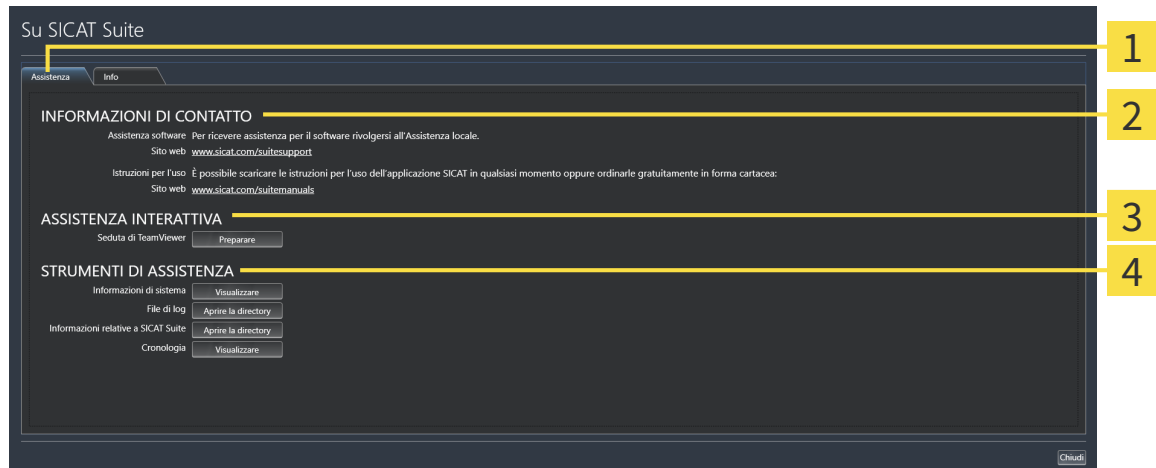 Su SICAT Suite
1
Assistenza
Info
INFORMAZIONI DI CONTATTO
2
Assistenza software Per ricevere assistenza per il software rivolgersi all'Assistenza locale.
Sito web www.sicat.com/suitesupport
Istruzioni per l'uso È possibile scaricare le istruzioni per l'uso dell'applicazione SICAT in qualsiasi momento oppure ordinarle gratuitamente in forma cartacea:
Sito web www.sicat.com/suitemanuals
ASSISTENZA INTERATTIVA
3
Seduta di TeamViewer Preparare
STRUMENTI DI ASSISTENZA
4
Informazioni di sistema Visualizzare
File di log Aprire la directory
Informazioni relative a SICAT Suite Aprire la directory
Cronologia Visualizzare
Chiudi